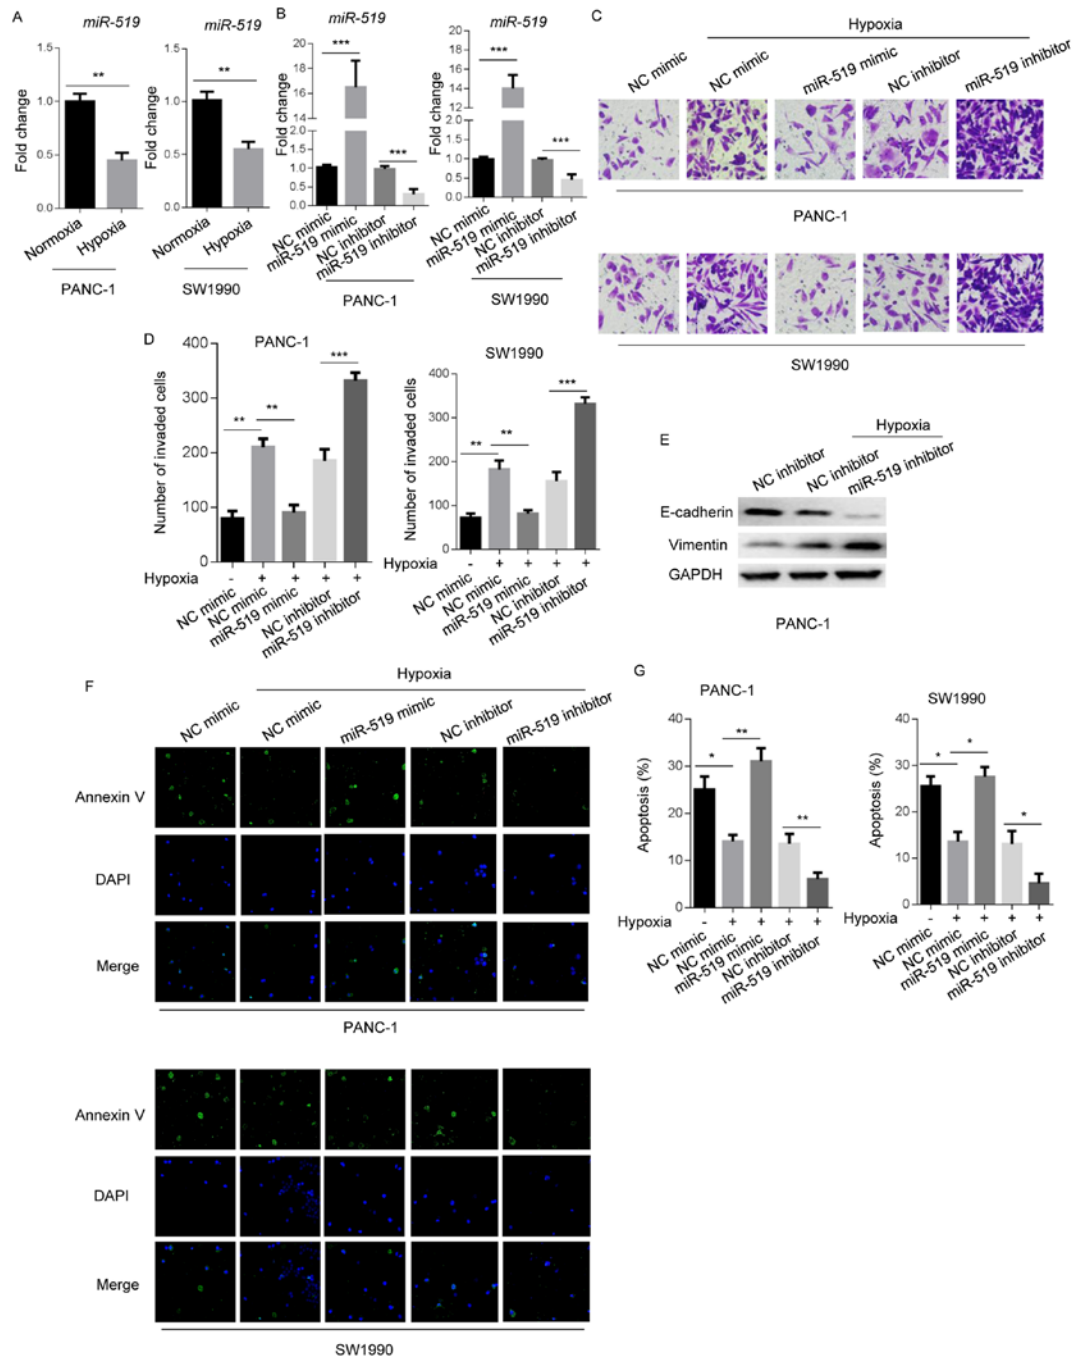 A
miR-519
miR-519
Fold change
1.5
1.0
0.5
0.0
**
Normoxia
Hypoxia
PANC-1
Fold change
1.5
1.0
0.5
0.0
**
Normoxia
Hypoxia
SW1990
B
miR-519
miR-519
Fold change
20
18
16
14
12
2.0
1.5
1.0
0.5
0.0
***
***
NC mimic
miR-519 mimic
NC inhibitor
miR-519 inhibitor
PANC-1
Fold change
20
18
16
14
12
2.0
1.5
1.0
0.5
0.0
***
***
NC mimic
miR-519 mimic
NC inhibitor
miR-519 inhibitor
SW1990
C
Hypoxia
NC mimic
NC mimic
miR-519 mimic
NC inhibitor
miR-519 inhibitor
PANC-1
SW1990
D
PANC-1
Number of invaded cells
400
300
200
100
0
**
**
***
Hypoxia
- + + + +
NC mimic
NC mimic
miR-519 mimic
NC inhibitor
miR-519 inhibitor
SW1990
Number of invaded cells
400
300
200
100
0
**
**
***
Hypoxia
- + + + +
NC mimic
NC mimic
miR-519 mimic
NC inhibitor
miR-519 inhibitor
E
Hypoxia
NC inhibitor
NC inhibitor
miR-519 inhibitor
E-cadherin
Vimentin
GAPDH
PANC-1
F
Hypoxia
NC mimic
NC mimic
miR-519 mimic
NC inhibitor
miR-519 inhibitor
Annexin V
DAPI
Merge
PANC-1
Annexin V
DAPI
Merge
SW1990
G
PANC-1
Apoptosis (%)
40
30
20
10
0
*
**
**
Hypoxia
- + + + +
NC mimic
NC mimic
miR-519 mimic
NC inhibitor
miR-519 inhibitor
SW1990
Apoptosis (%)
40
30
20
10
0
*
*
*
Hypoxia
- + + + +
NC mimic
NC mimic
miR-519 mimic
NC inhibitor
miR-519 inhibitor